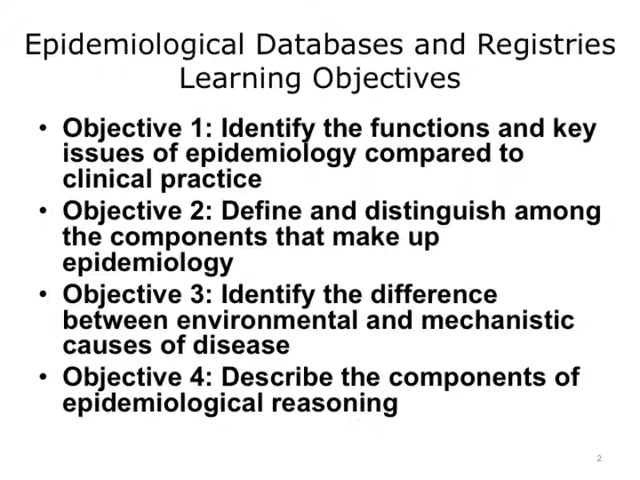 Epidemiological Databases and Registries
Learning Objectives
• Objective 1: Identify the functions and key
issues of epidemiology compared to
clinical practice
• Objective 2: Define and distinguish among
the components that make up
epidemiology
• Objective 3: Identify the difference
between environmental and mechanistic
causes of disease
• Objective 4: Describe the components of
epidemiological reasoning
2